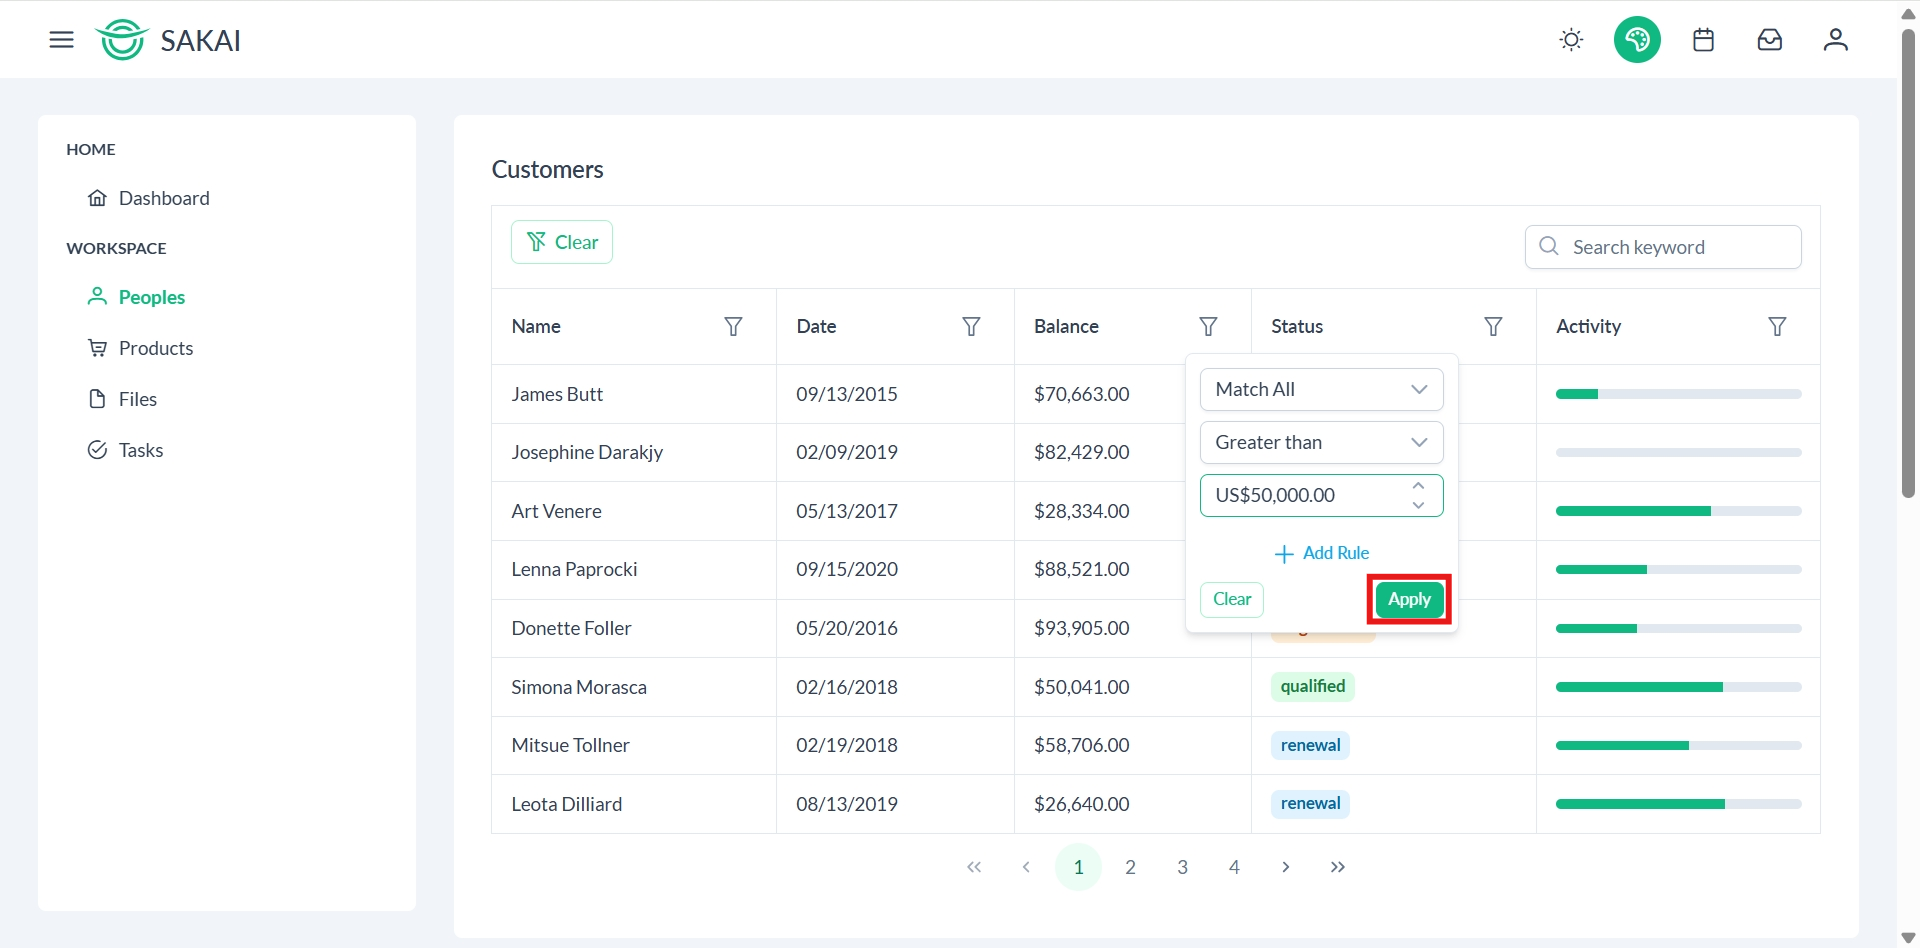 SAKAI
HOME
Dashboard
WORKSPACE
Peoples
Products
Files
Tasks
Customers
Clear
Search keyword
Name Date Balance Status Activity
James Butt 09/13/2015 $70,663.00
Josephine Darakjy 02/09/2019 $82,429.00
Art Venere 05/13/2017 $28,334.00
Lenna Paprocki 09/15/2020 $88,521.00
Donette Foller 05/20/2016 $93,905.00
Simona Morasca 02/16/2018 $50,041.00 qualified
Mitsue Tollner 02/19/2018 $58,706.00 renewal
Leota Dilliard 08/13/2019 $26,640.00 renewal
Match All
Greater than
US$50,000.00
+ Add Rule
Clear Apply
« ‹ 1 2 3 4 › »